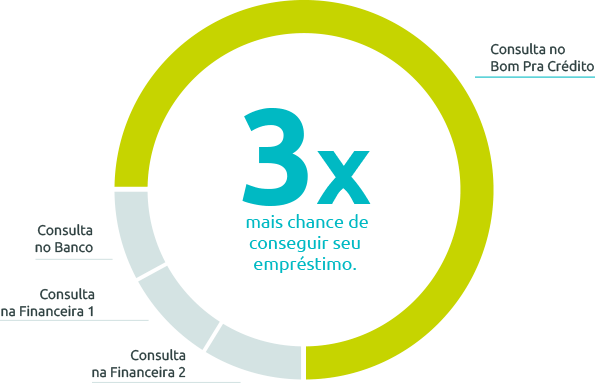 Consulta no
Bom Pra Crédito
3x
mais chance de
conseguir seu
empréstimo.
Consulta
no Banco
Consulta
na Financeira 1
Consulta
na Financeira 2